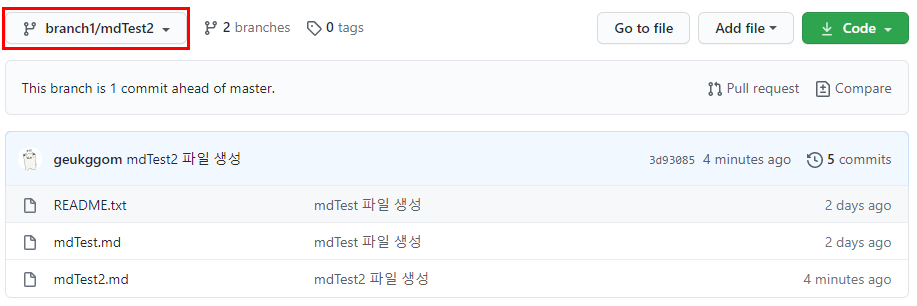 branch1/mdTest2 2 branches 0 tags Go to file Add file Code
This branch is 1 commit ahead of master. Pull request Compare
geukggom mdTest2 파일 생성 3d93085 4 minutes ago 5 commits
README.txt mdTest 파일 생성 2 days ago
mdTest.md mdTest 파일 생성 2 days ago
mdTest2.md mdTest2 파일 생성 4 minutes ago